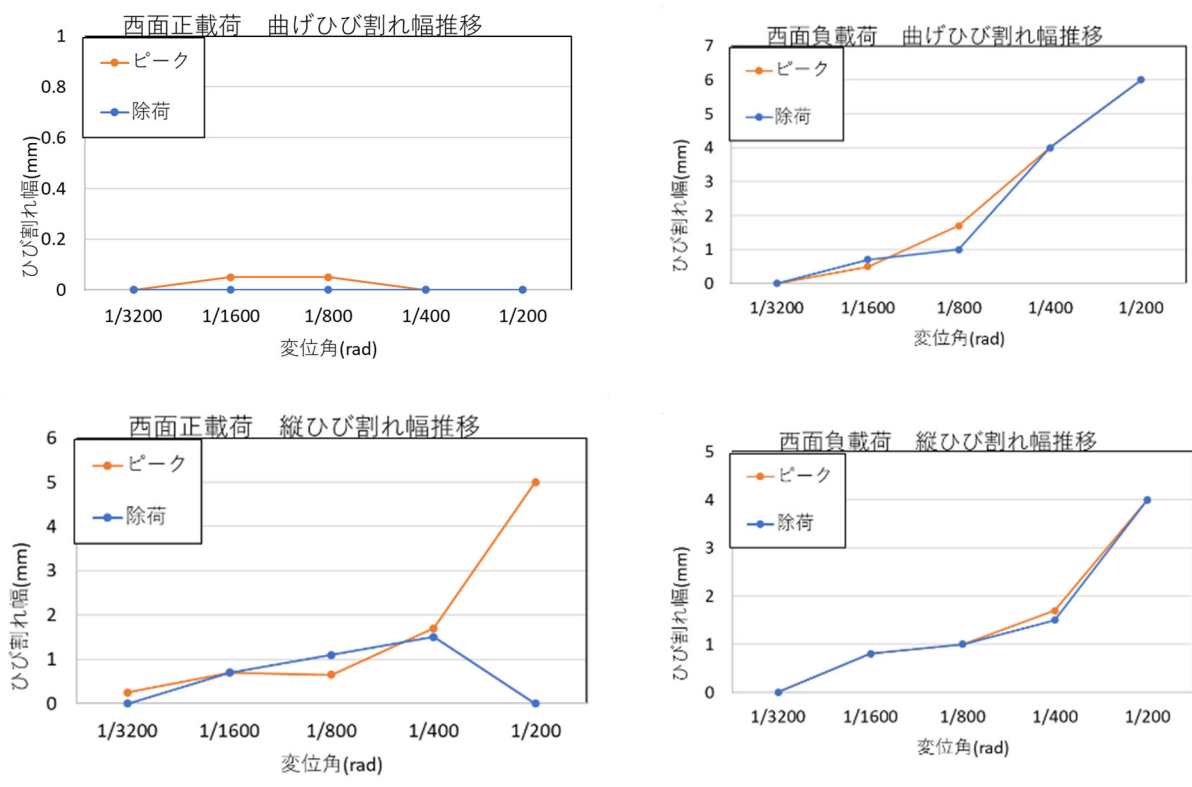 西面正載荷 曲げひび割れ幅推移
1
0.8
0.6
0.4
0.2
0
ひび割れ幅(mm)
ピーク
除荷
1/3200 1/1600 1/800 1/400 1/200
変位角(rad)
西面負載荷 曲げひび割れ幅推移
7
6
5
4
3
2
1
0
ひび割れ幅(mm)
ピーク
除荷
1/3200 1/1600 1/800 1/400 1/200
変位角(rad)
西面正載荷 縦ひび割れ幅推移
6
5
4
3
2
1
0
ひび割れ幅(mm)
ピーク
除荷
1/3200 1/1600 1/800 1/400 1/200
変位角(rad)
西面負載荷 縦ひび割れ幅推移
5
4
3
2
1
0
ひび割れ幅(mm)
ピーク
除荷
1/3200 1/1600 1/800 1/400 1/200
変位角(rad)